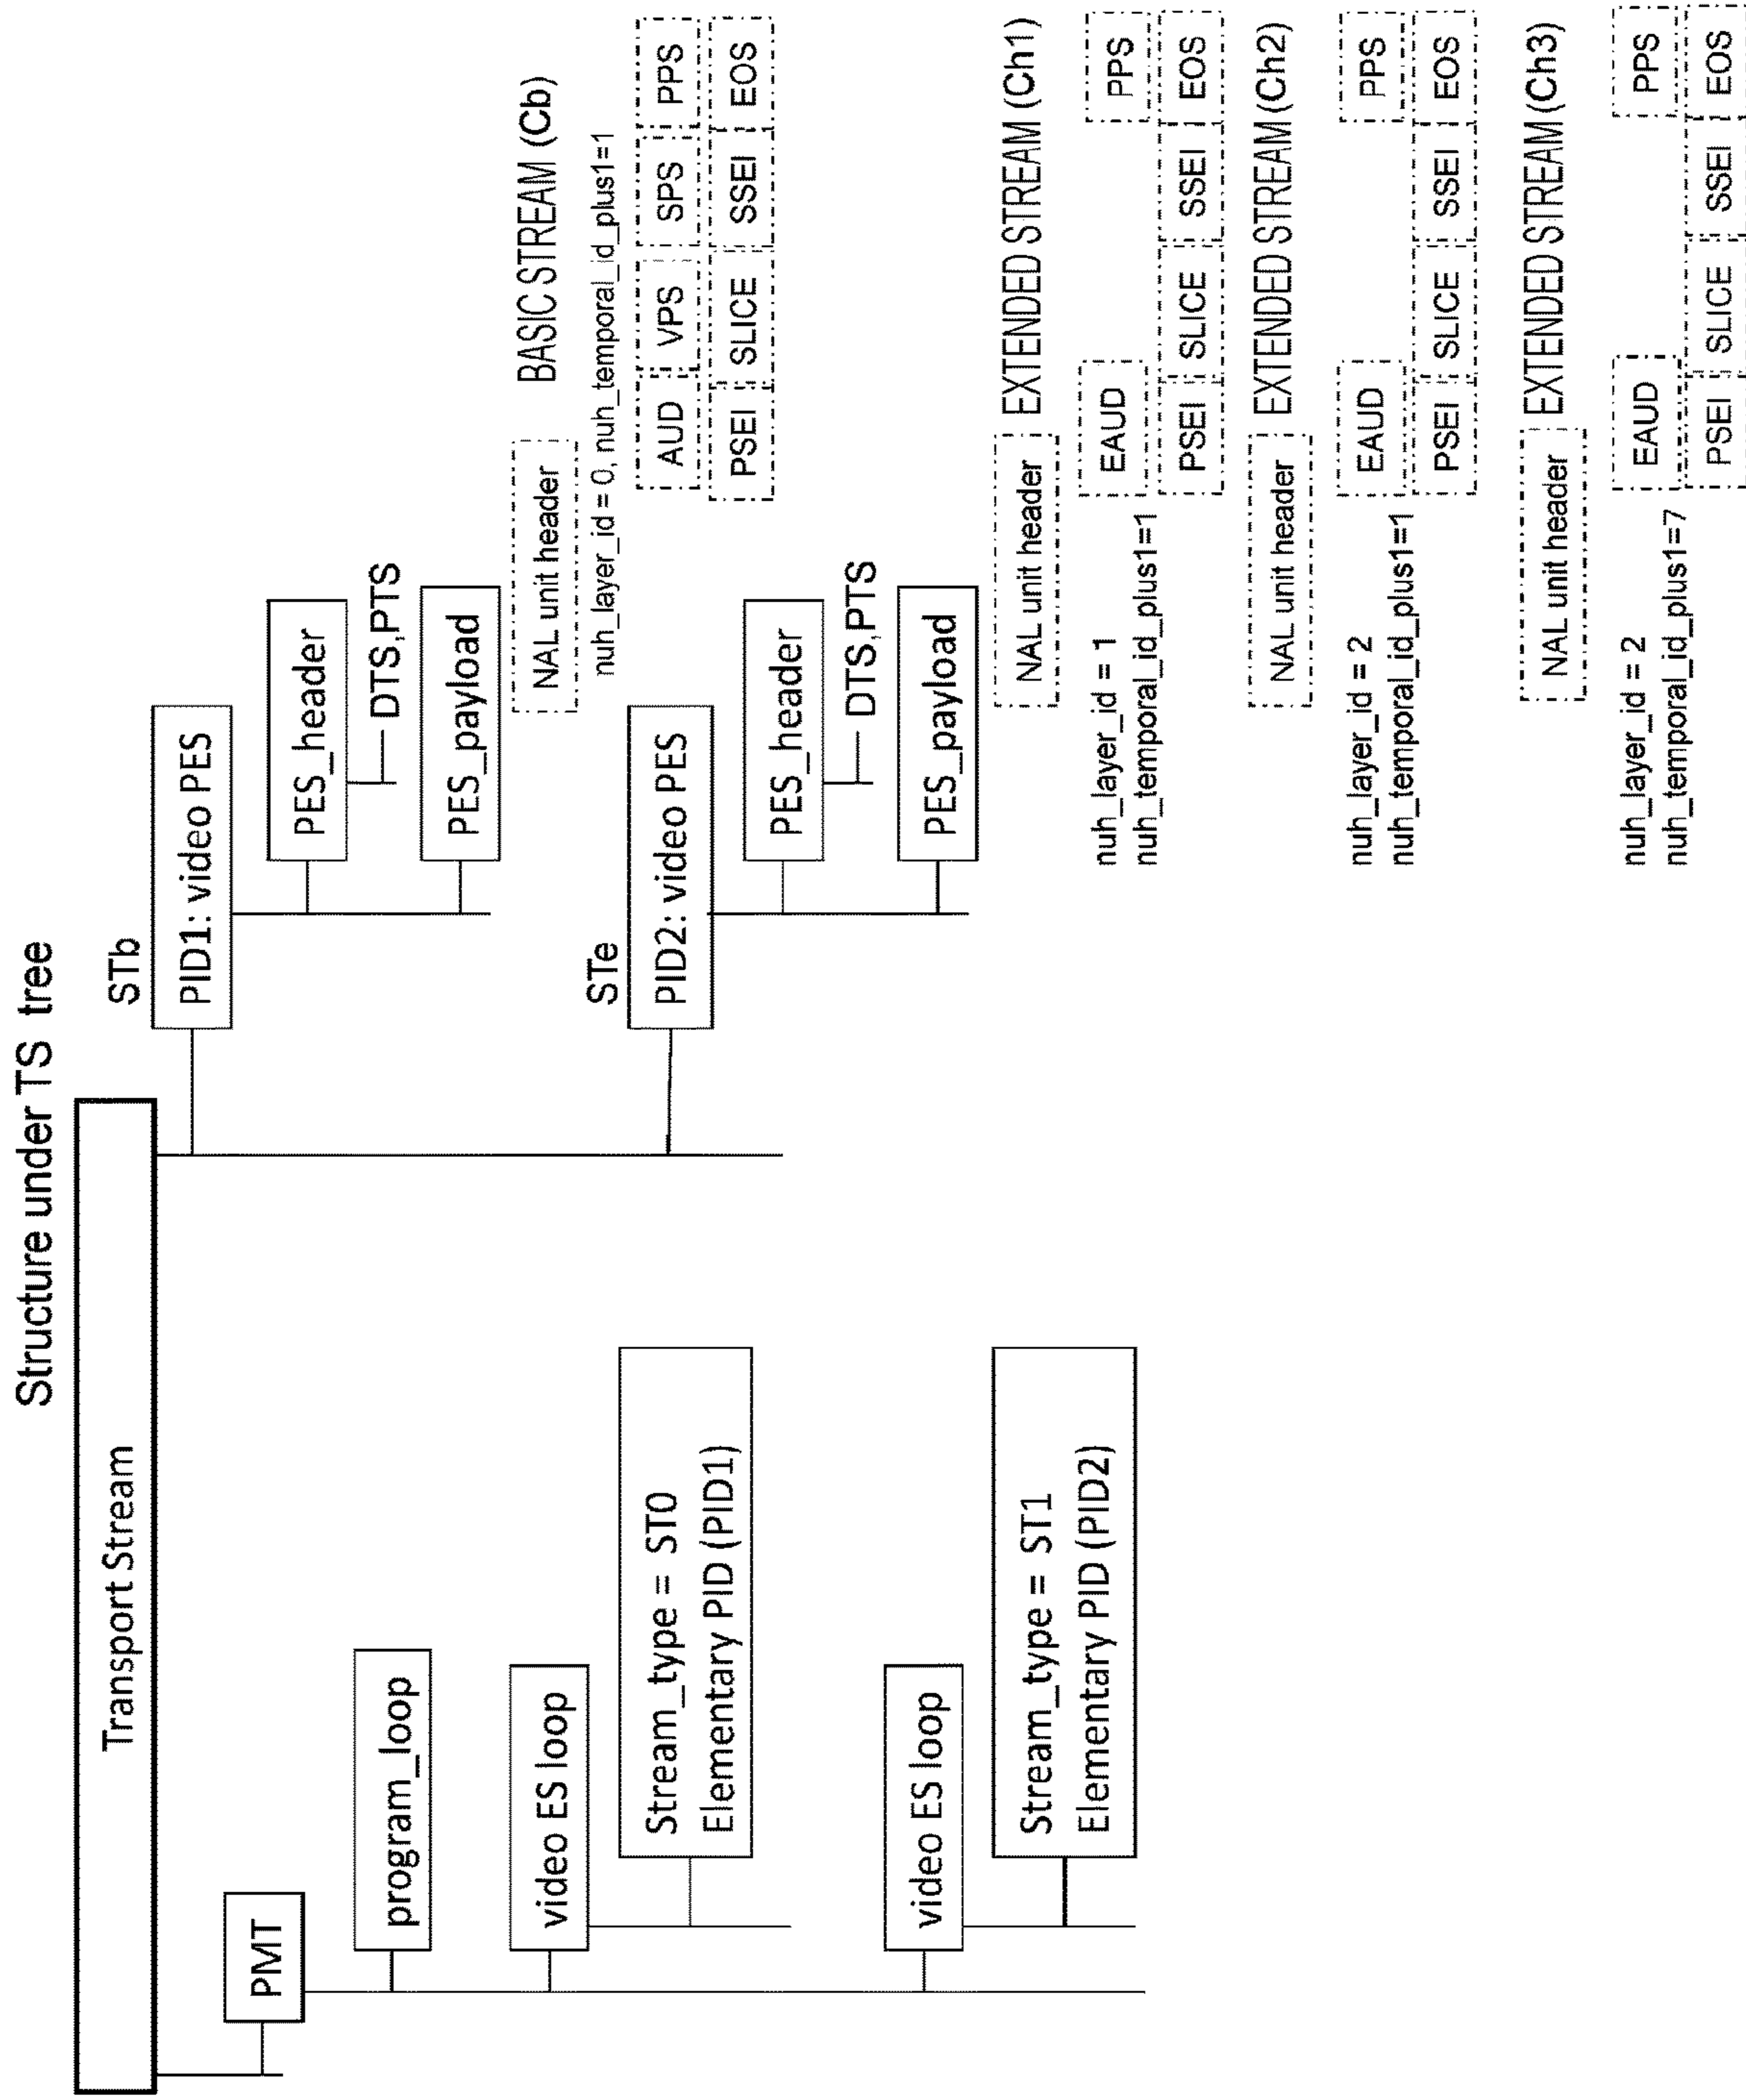 Structure under TS tree
Transport Stream
PMT
program_loop
video ES loop
Stream_type = ST0
Elementary PID (PID1)
video ES loop
Stream_type = ST1
Elementary PID (PID2)
STb
PID1: video PES
PES_header
DTS,PTS
PES_payload
NAL unit header
BASIC STREAM (Cb)
nuh_layer_id = 0, nuh_temporal_id_plus1=1
AUD VPS SPS PPS
PSEI SLICE SSEI EOS
STe
PID2: video PES
PES_header
DTS,PTS
PES_payload
NAL unit header
EXTENDED STREAM (Ch1)
nuh_layer_id = 1
nuh_temporal_id_plus1=1
EAUD PPS
PSEI SLICE SSEI EOS
NAL unit header
EXTENDED STREAM (Ch2)
nuh_layer_id = 2
nuh_temporal_id_plus1=1
EAUD PPS
PSEI SLICE SSEI EOS
NAL unit header
EXTENDED STREAM (Ch3)
nuh_layer_id = 2
nuh_temporal_id_plus1=7
EAUD PPS
PSEI SLICE SSEI EOS